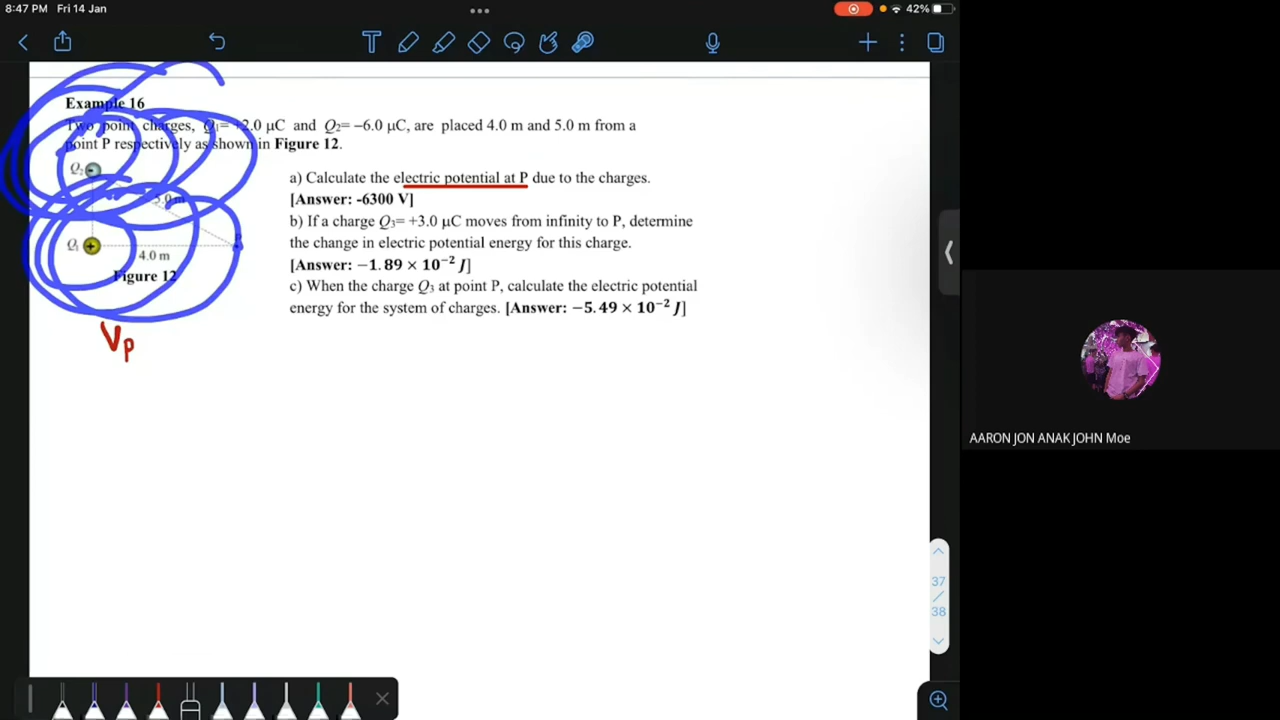 8:47 PM Fri 14 Jan
42%
Example 16
Two point charges, Q1= +2.0 μC and Q2= −6.0 μC, are placed 4.0 m and 5.0 m from a
point P respectively as shown in Figure 12.
Q2
5.0 m
Q1
P
4.0 m
Figure 12
a) Calculate the electric potential at P due to the charges.
[Answer: -6300 V]
b) If a charge Q3= +3.0 μC moves from infinity to P, determine
the change in electric potential energy for this charge.
[Answer: −1.89 × 10−2 J]
c) When the charge Q3 at point P, calculate the electric potential
energy for the system of charges. [Answer: −5.49 × 10−2 J]
VP
37
/
38
AARON JON ANAK JOHN Moe